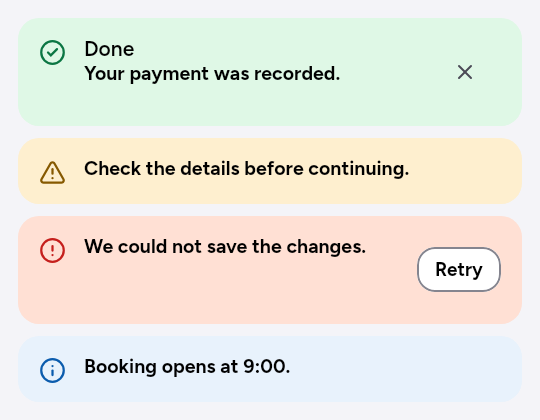 Done
Your payment was recorded.
Check the details before continuing.
We could not save the changes.
Retry
Booking opens at 9:00.